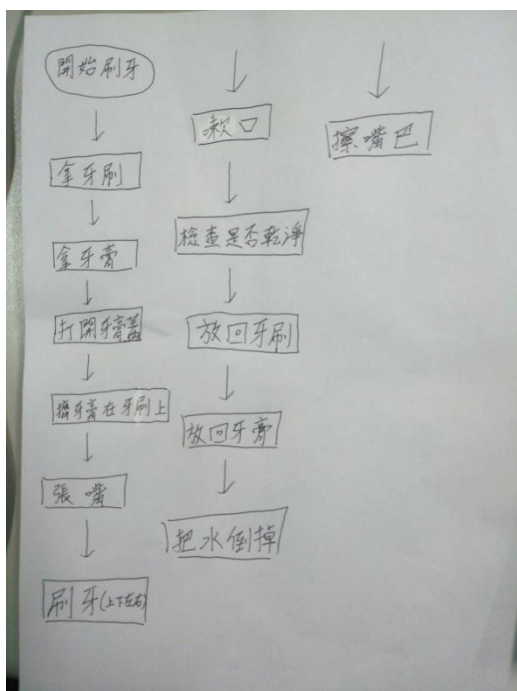 開始刷牙
拿牙刷
拿牙膏
打開牙膏蓋
擠牙膏在牙刷上
張嘴
刷牙(上下左右)
漱口
檢查是否乾淨
放回牙刷
放回牙膏
把水倒掉
擦嘴巴